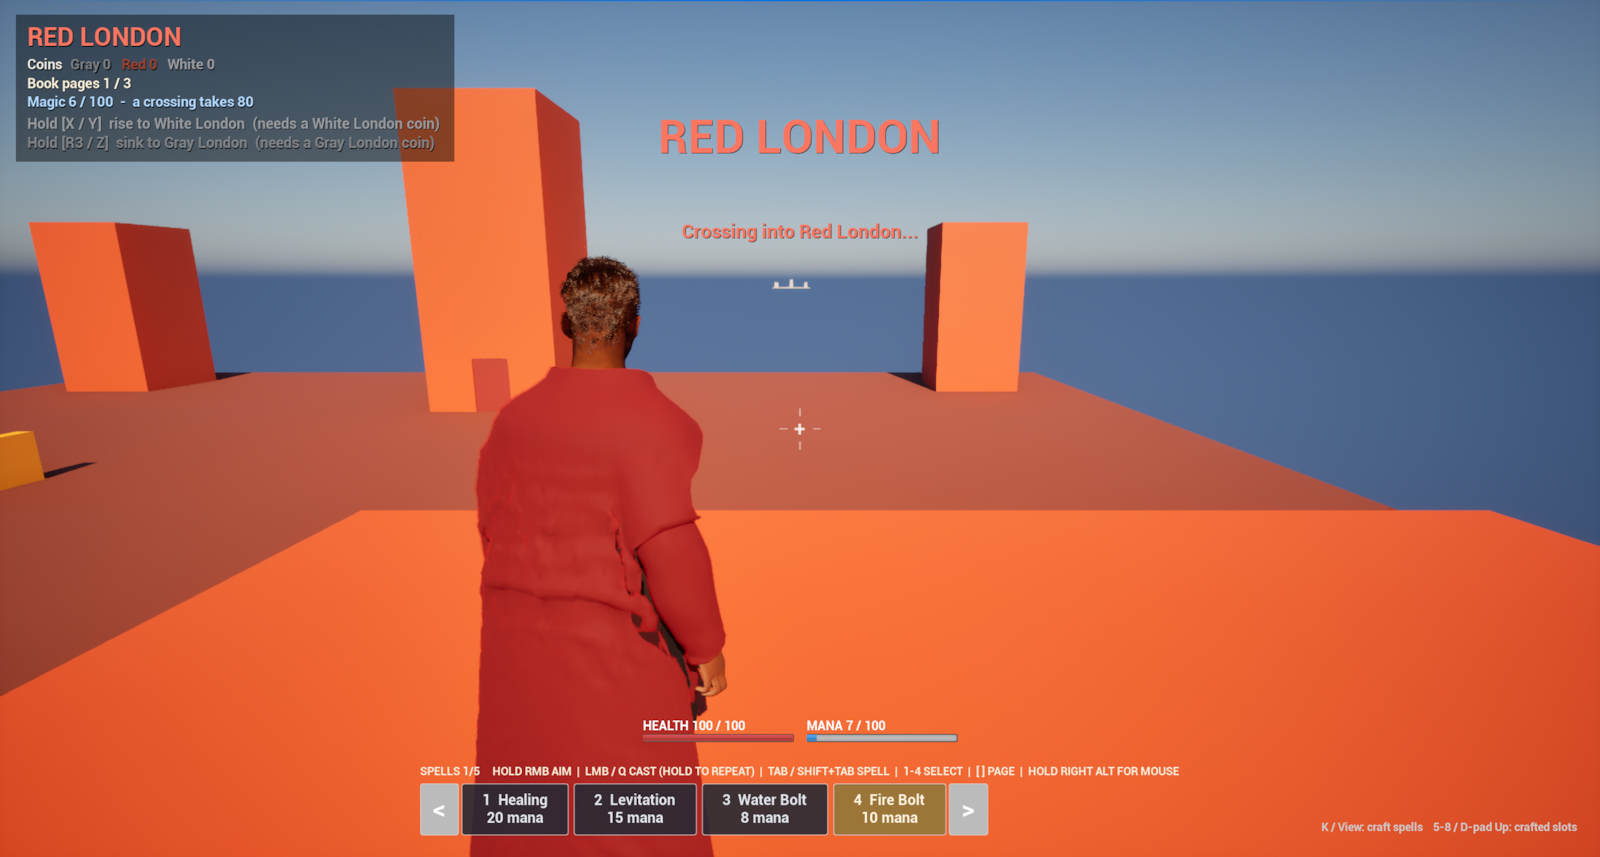 RED LONDON
Coins Gray 0 Red 0 White 0
Book pages 1 / 3
Magic 6 / 100 - a crossing takes 80
Hold [X / Y] rise to White London (needs a White London coin)
Hold [R3 / Z] sink to Gray London (needs a Gray London coin)
RED LONDON
Crossing into Red London...
HEALTH 100 / 100 MANA 7 / 100
SPELLS 1/5 HOLD RMB AIM | LMB / Q CAST (HOLD TO REPEAT) | TAB / SHIFT+TAB SPELL | 1-4 SELECT | [ ] PAGE | HOLD RIGHT ALT FOR MOUSE
< 1 Healing 2 Levitation 3 Water Bolt 4 Fire Bolt >
20 mana 15 mana 8 mana 10 mana
K / View: craft spells 5-8 / D-pad Up: crafted slots